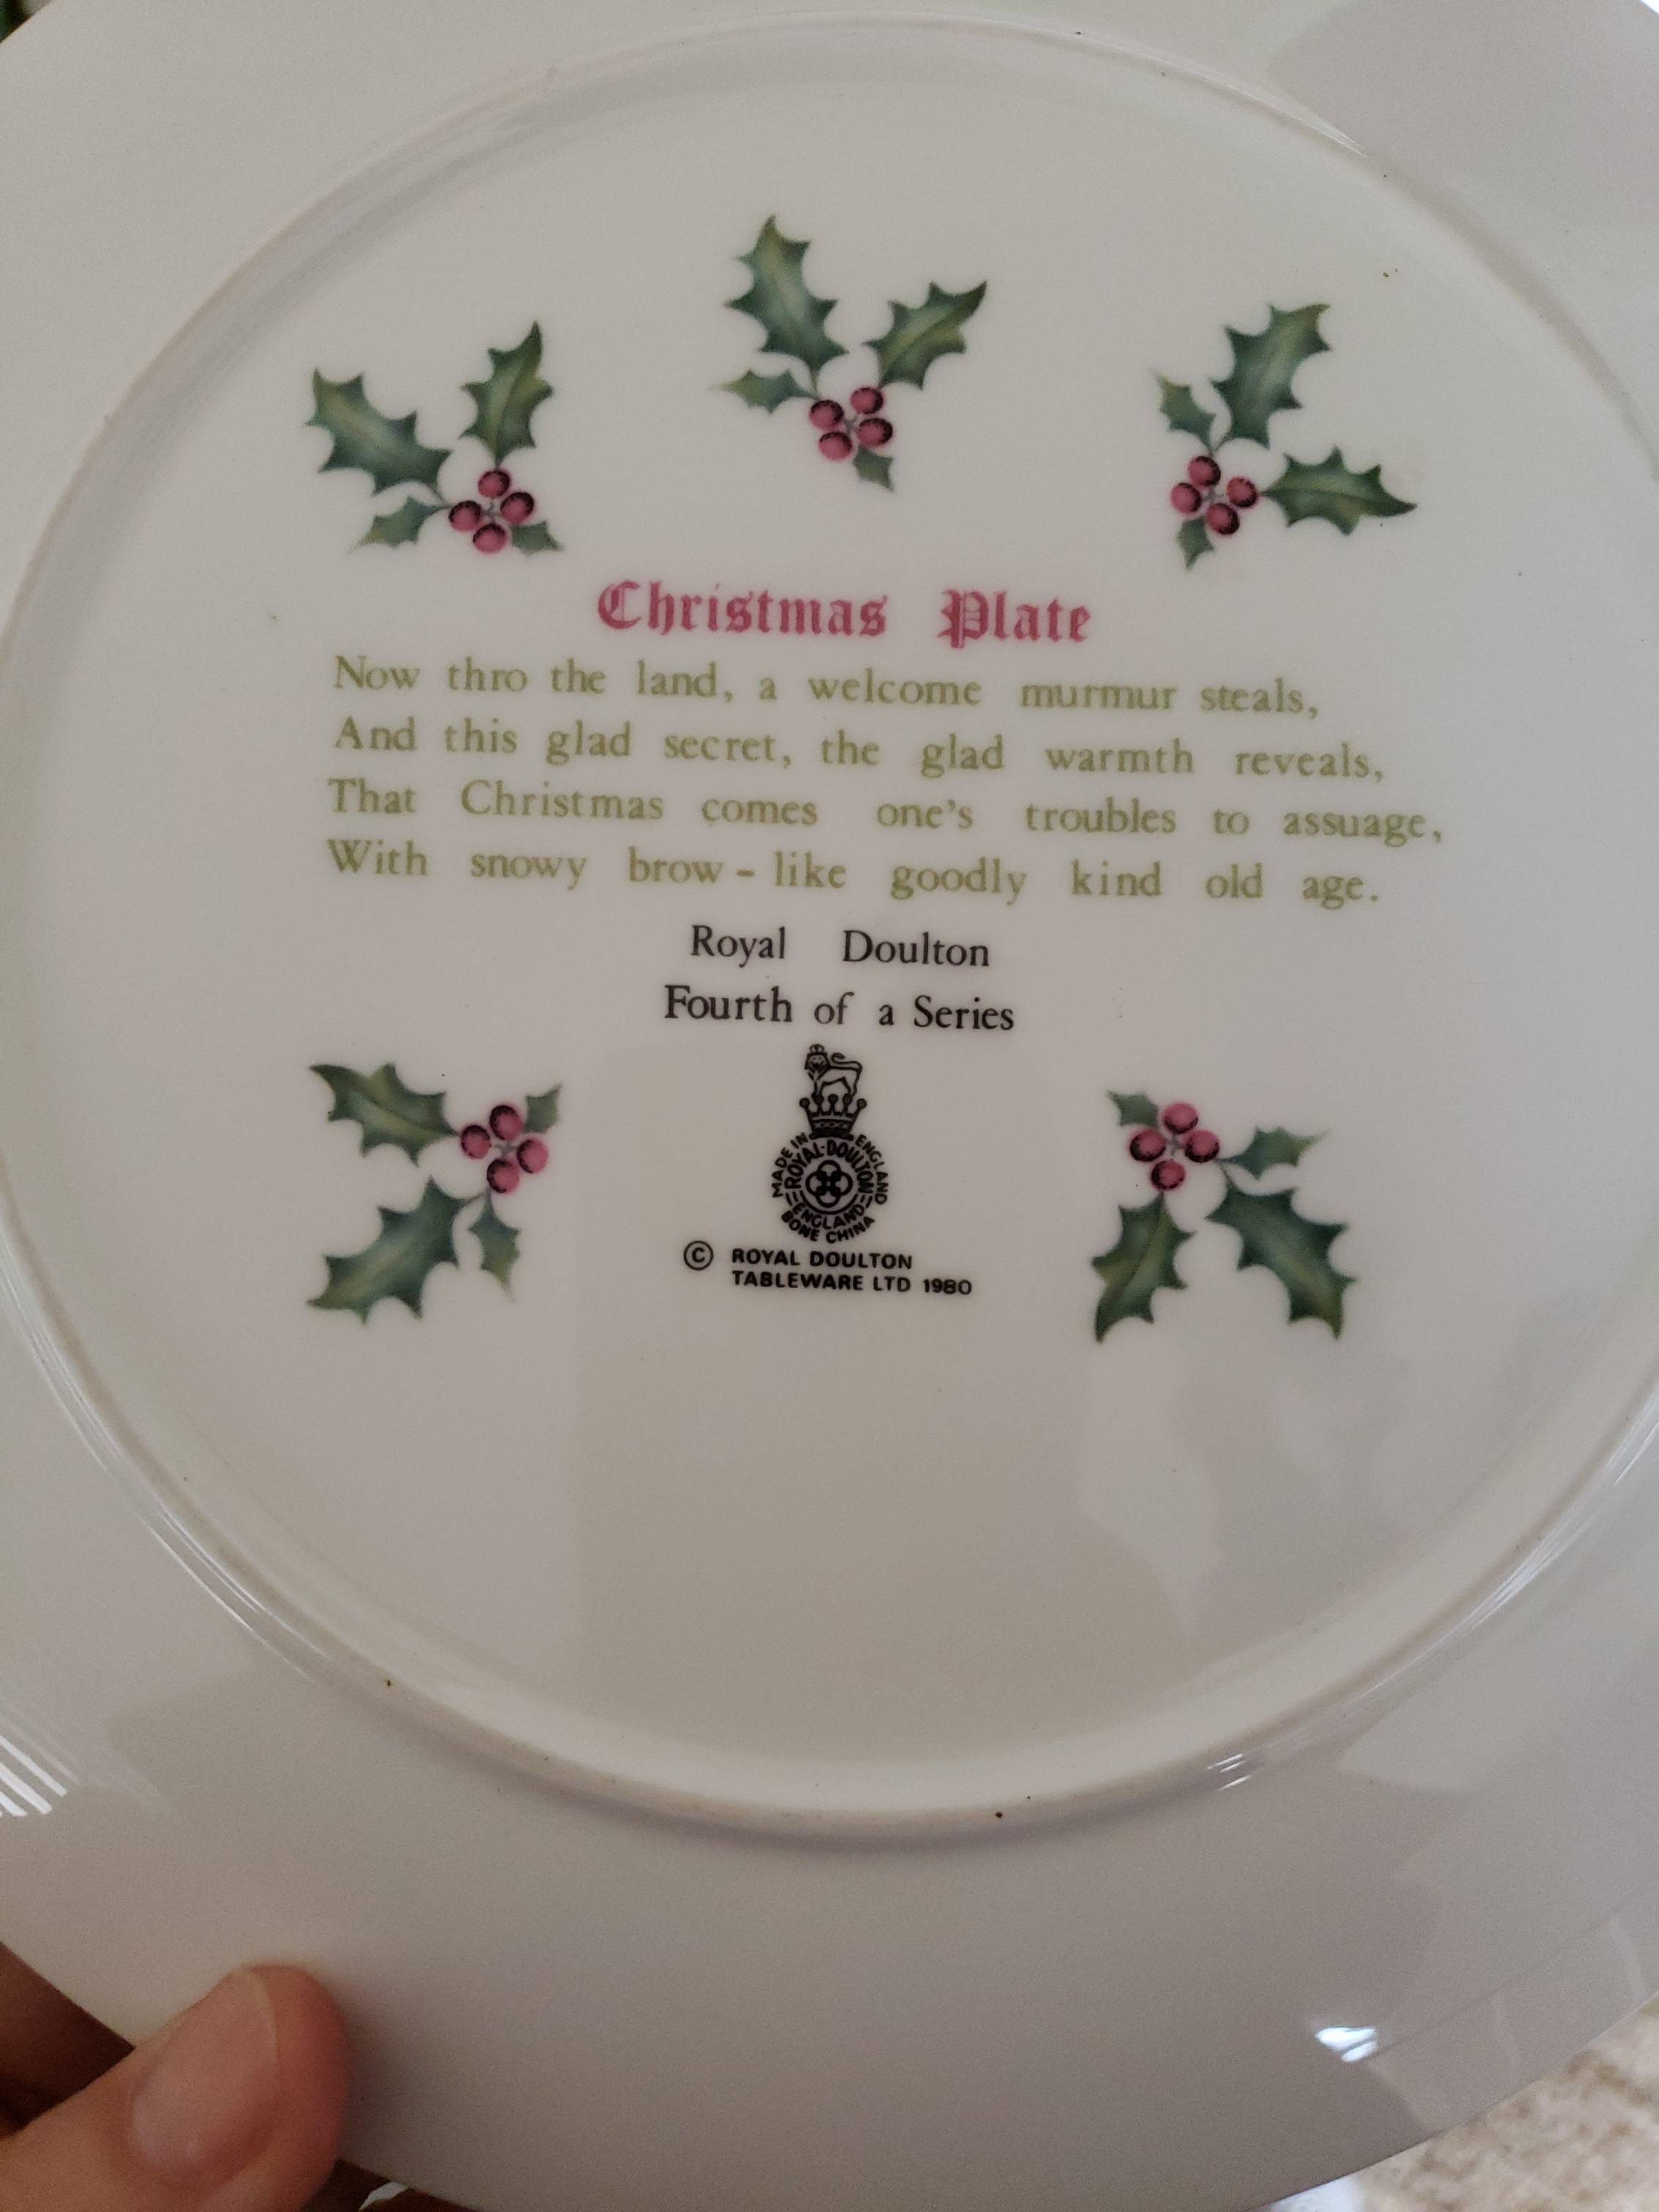 Christmas Plate
Now thro the land, a welcome murmur steals,
And this glad secret, the glad warmth reveals,
That Christmas comes one's troubles to assuage,
With snowy brow - like goodly kind old age.
Royal Doulton
Fourth of a Series
MADE IN ENGLAND
ROYAL·DOULTON
ENGLAND
BONE CHINA
© ROYAL DOULTON
TABLEWARE LTD 1980